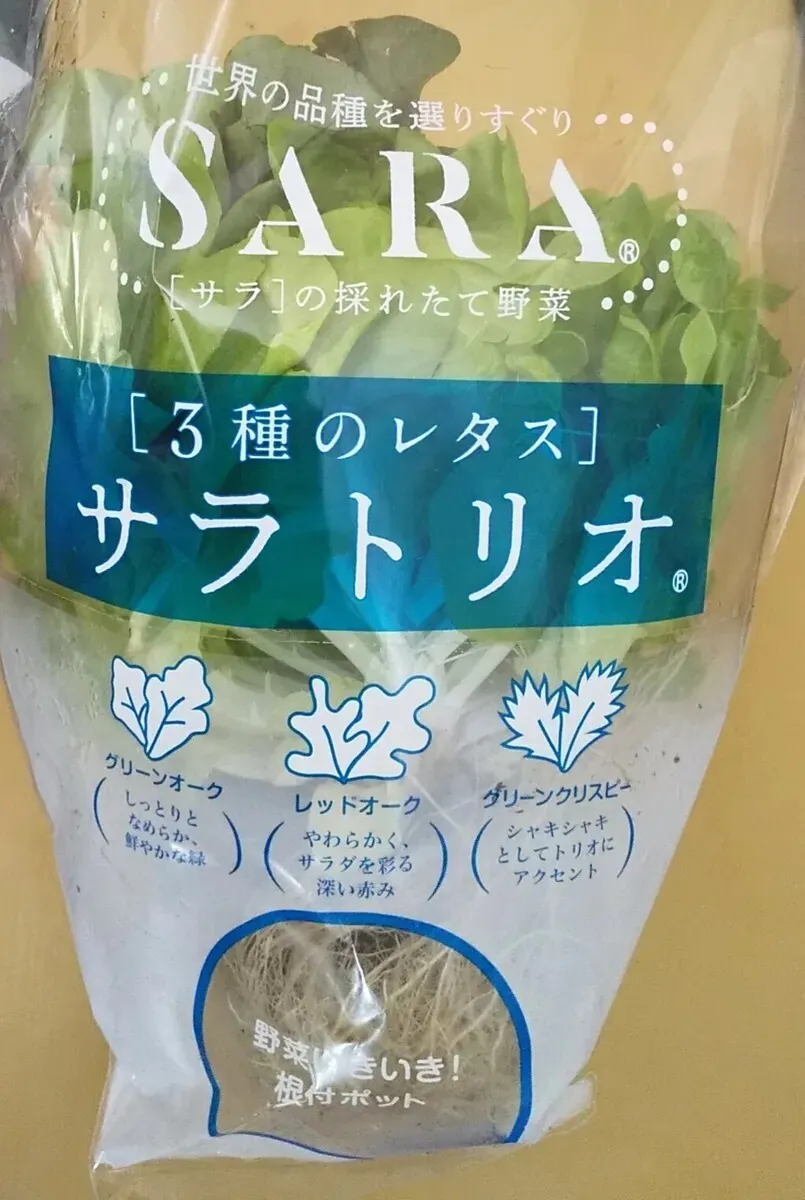 世界の品種を選りすぐり
SARA®
[サラ]の採れたて野菜
[3種のレタス]
サラトリオ®
グリーンオーク
(しっとりと
なめらか、
鮮やかな緑)
レッドオーク
(やわらかく、
サラダを彩る
深い赤み)
グリーンクリスピー
(シャキシャキ
としてトリオに
アクセント)
野菜いきいき!
根付ポット